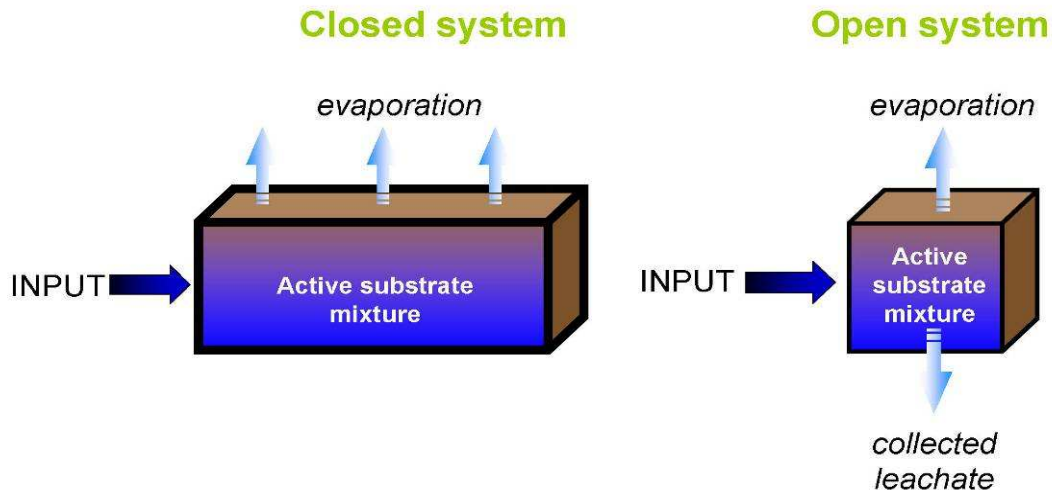 Closed system
evaporation
INPUT
Active substrate
mixture
Open system
evaporation
INPUT
Active
substrate
mixture
collected
leachate